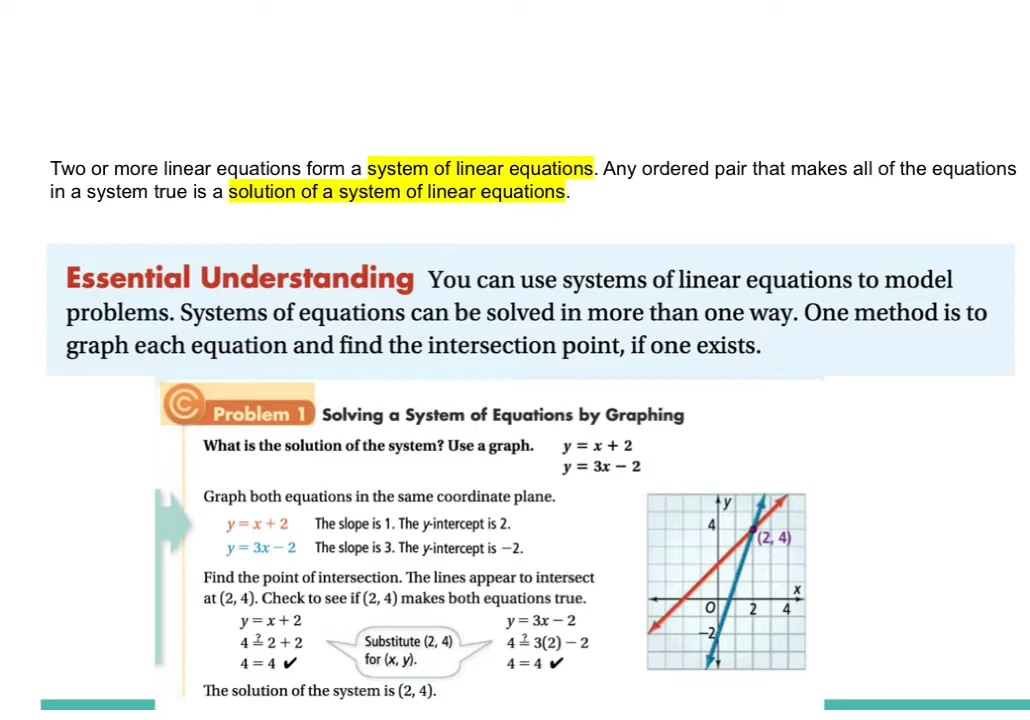 Two or more linear equations form a system of linear equations. Any ordered pair that makes all of the equations
in a system true is a solution of a system of linear equations.
Essential Understanding You can use systems of linear equations to model
problems. Systems of equations can be solved in more than one way. One method is to
graph each equation and find the intersection point, if one exists.
C Problem 1 Solving a System of Equations by Graphing
What is the solution of the system? Use a graph. y = x + 2
y = 3x − 2
Graph both equations in the same coordinate plane.
y = x + 2 The slope is 1. The y-intercept is 2.
y = 3x − 2 The slope is 3. The y-intercept is −2.
Find the point of intersection. The lines appear to intersect
at (2, 4). Check to see if (2, 4) makes both equations true.
y = x + 2 y = 3x − 2
4 ≟ 2 + 2 Substitute (2, 4) 4 ≟ 3(2) − 2
4 = 4 ✔ for (x, y). 4 = 4 ✔
The solution of the system is (2, 4).
y
4
(2, 4)
x
O 2 4
−2